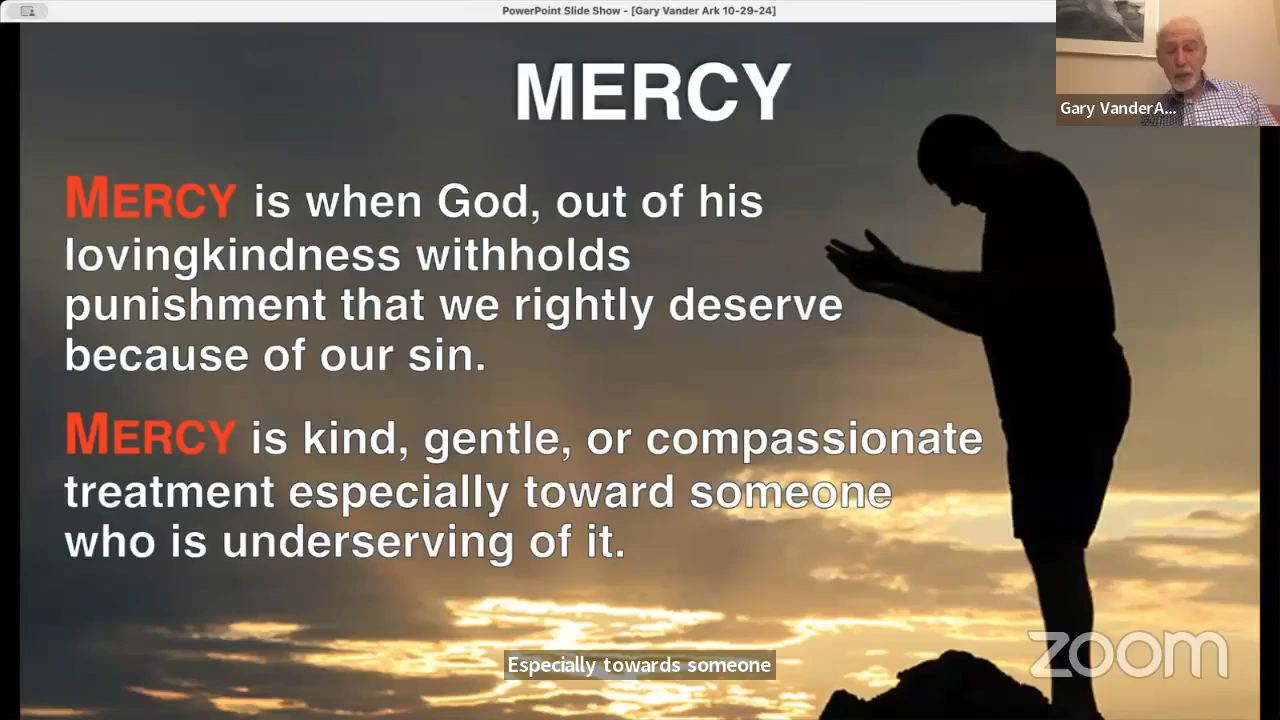 PowerPoint Slide Show - [Gary Vander Ark 10-29-24]
Gary VanderA...
MERCY
MERCY is when God, out of his
lovingkindness withholds
punishment that we rightly deserve
because of our sin.
MERCY is kind, gentle, or compassionate
treatment especially toward someone
who is underserving of it.
Especially towards someone
zoom